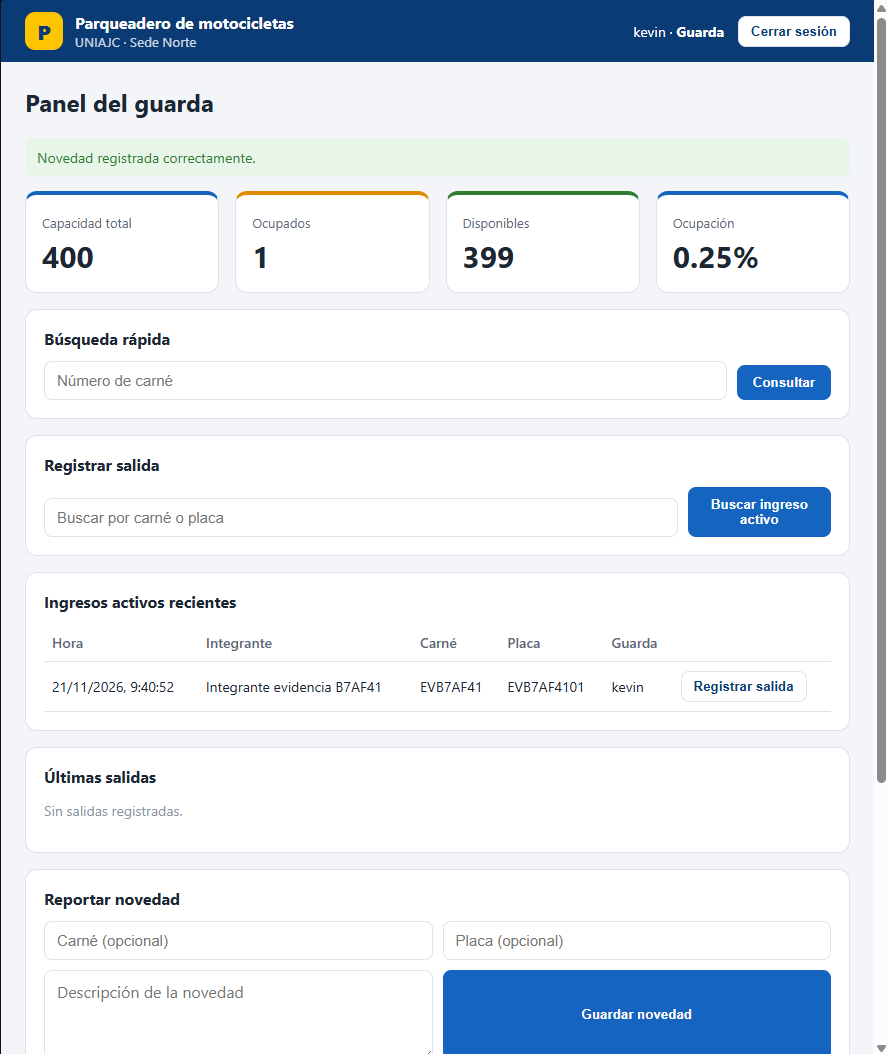 P
Parqueadero de motocicletas
UNIAJC · Sede Norte
kevin · Guarda
Cerrar sesión
Panel del guarda
Novedad registrada correctamente.
Capacidad total
400
Ocupados
1
Disponibles
399
Ocupación
0.25%
Búsqueda rápida
Número de carné
Consultar
Registrar salida
Buscar por carné o placa
Buscar ingreso
activo
Ingresos activos recientes
Hora Integrante Carné Placa Guarda
21/11/2026, 9:40:52 Integrante evidencia B7AF41 EVB7AF41 EVB7AF4101 kevin Registrar salida
Últimas salidas
Sin salidas registradas.
Reportar novedad
Carné (opcional)
Placa (opcional)
Descripción de la novedad
Guardar novedad